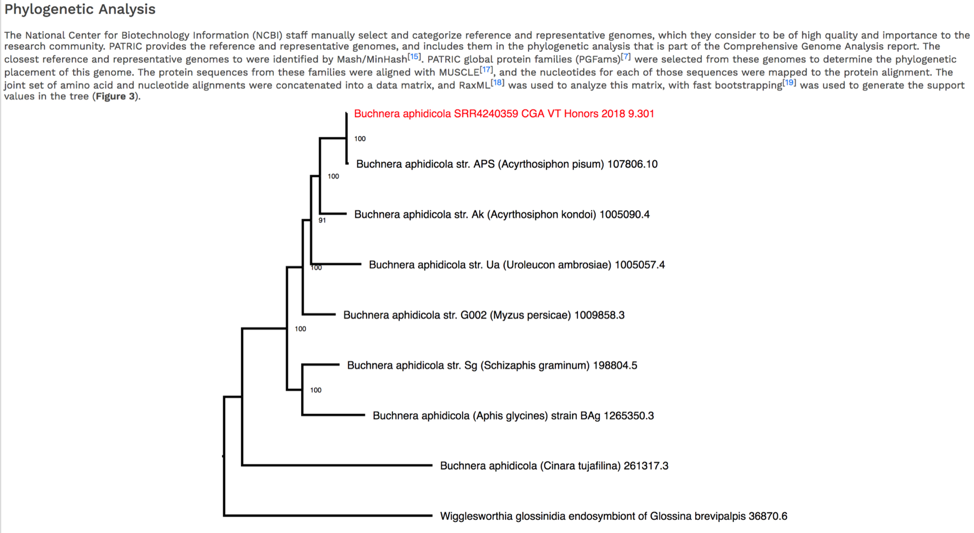 Phylogenetic Analysis
The National Center for Biotechnology Information (NCBI) staff manually select and categorize reference and representative genomes, which they consider to be of high quality and importance to the
research community. PATRIC provides the reference and representative genomes, and includes them in the phylogenetic analysis that is part of the Comprehensive Genome Analysis report. The
closest reference and representative genomes to were identified by Mash/MinHash[15]. PATRIC global protein families (PGFams)[7] were selected from these genomes to determine the phylogenetic
placement of this genome. The protein sequences from these families were aligned with MUSCLE[17], and the nucleotides for each of those sequences were mapped to the protein alignment. The
joint set of amino acid and nucleotide alignments were concatenated into a data matrix, and RaxML[18] was used to analyze this matrix, with fast bootstrapping[19] was used to generate the support
values in the tree (Figure 3).
Buchnera aphidicola SRR4240359 CGA VT Honors 2018 9.301
100
Buchnera aphidicola str. APS (Acyrthosiphon pisum) 107806.10
100
Buchnera aphidicola str. Ak (Acyrthosiphon kondoi) 1005090.4
91
Buchnera aphidicola str. Ua (Uroleucon ambrosiae) 1005057.4
100
Buchnera aphidicola str. G002 (Myzus persicae) 1009858.3
100
Buchnera aphidicola str. Sg (Schizaphis graminum) 198804.5
100
Buchnera aphidicola (Aphis glycines) strain BAg 1265350.3
Buchnera aphidicola (Cinara tujafilina) 261317.3
Wigglesworthia glossinidia endosymbiont of Glossina brevipalpis 36870.6